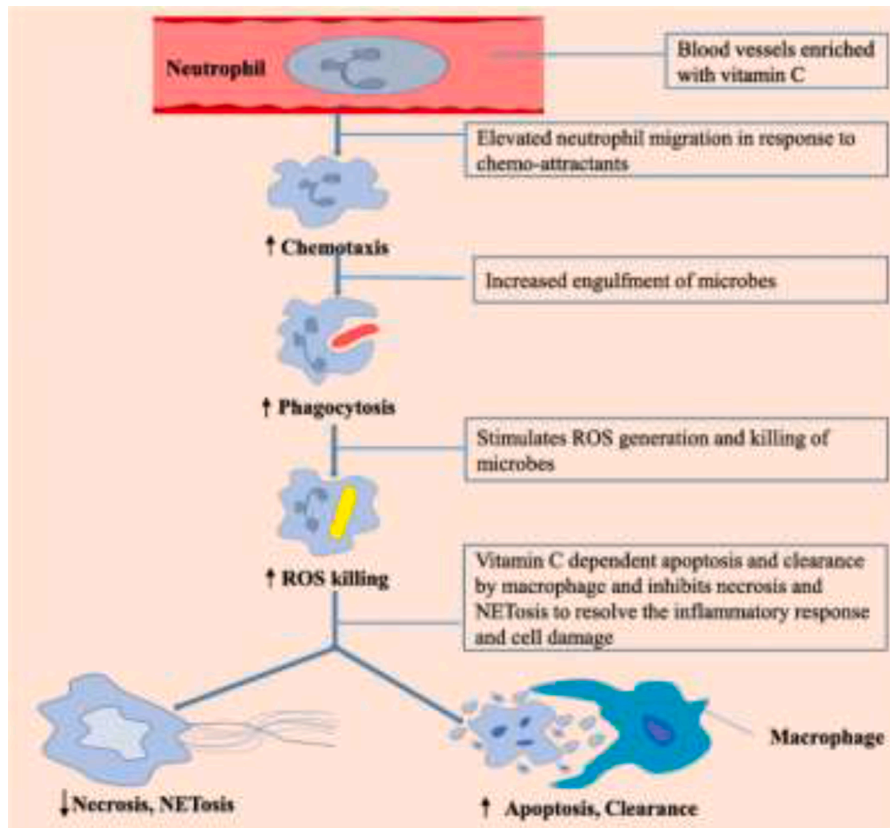 Neutrophil
Blood vessels enriched
with vitamin C
Elevated neutrophil migration in response to
chemo-attractants
↑ Chemotaxis
Increased engulfment of microbes
↑ Phagocytosis
Stimulates ROS generation and killing of
microbes
↑ ROS killing
Vitamin C dependent apoptosis and clearance
by macrophage and inhibits necrosis and
NETosis to resolve the inflammatory response
and cell damage
Macrophage
↓Necrosis, NETosis
↑ Apoptosis, Clearance